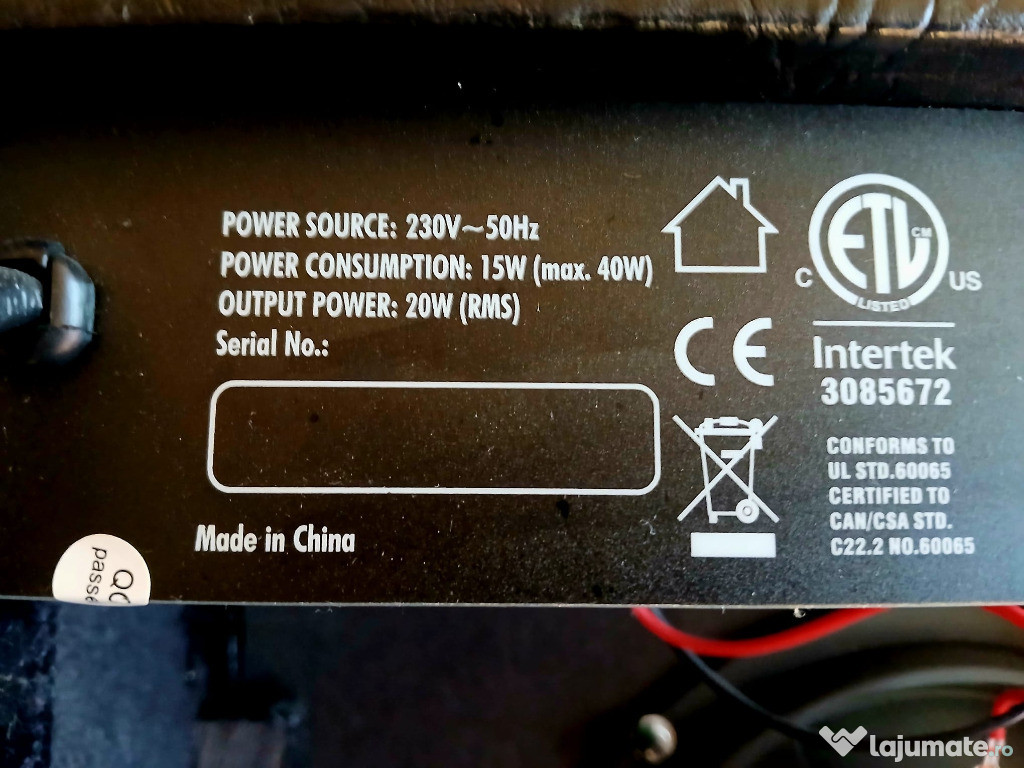 POWER SOURCE: 230V~50Hz
POWER CONSUMPTION: 15W (max. 40W)
OUTPUT POWER: 20W (RMS)
Serial No.:
Made in China
ETL CM
LISTED
C US
CE
Intertek
3085672
CONFORMS TO
UL STD.60065
CERTIFIED TO
CAN/CSA STD.
C22.2 NO.60065
lajumate.ro